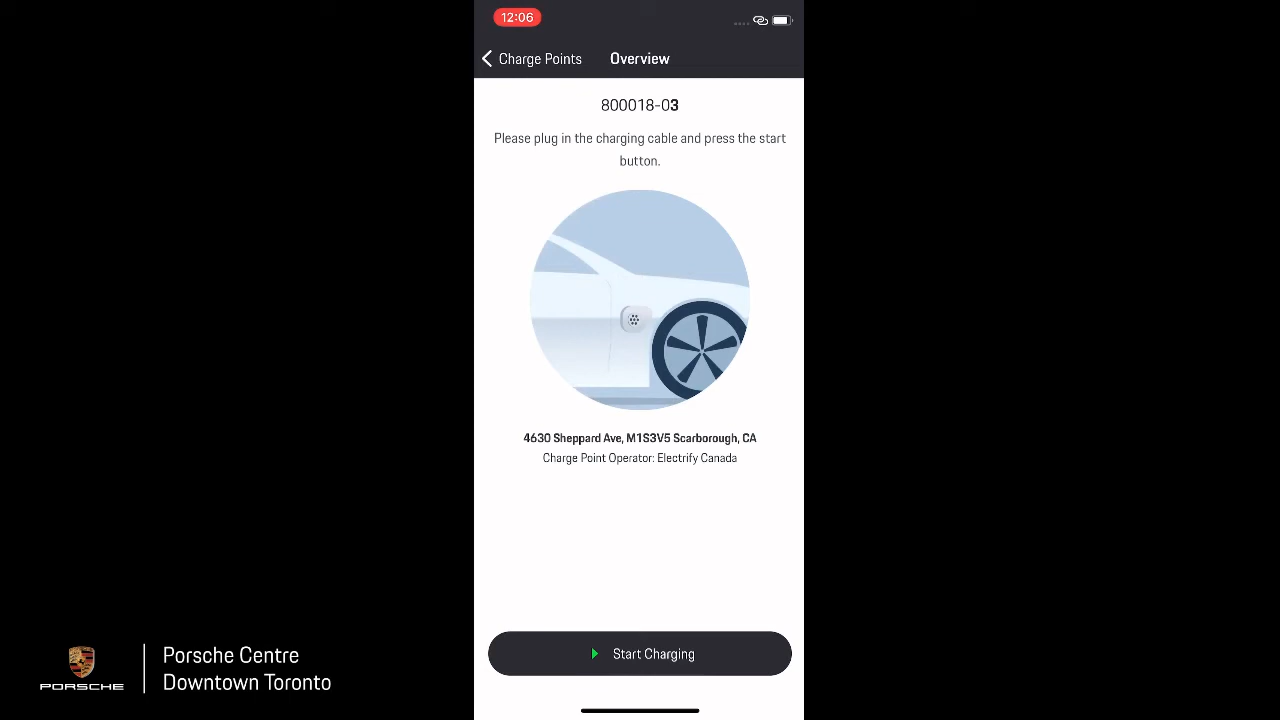 12:06
Charge Points
Overview
800018-03
Please plug in the charging cable and press the start
button.
4630 Sheppard Ave, M1S3V5 Scarborough, CA
Charge Point Operator: Electrify Canada
Start Charging
PORSCHE
Porsche Centre
Downtown Toronto